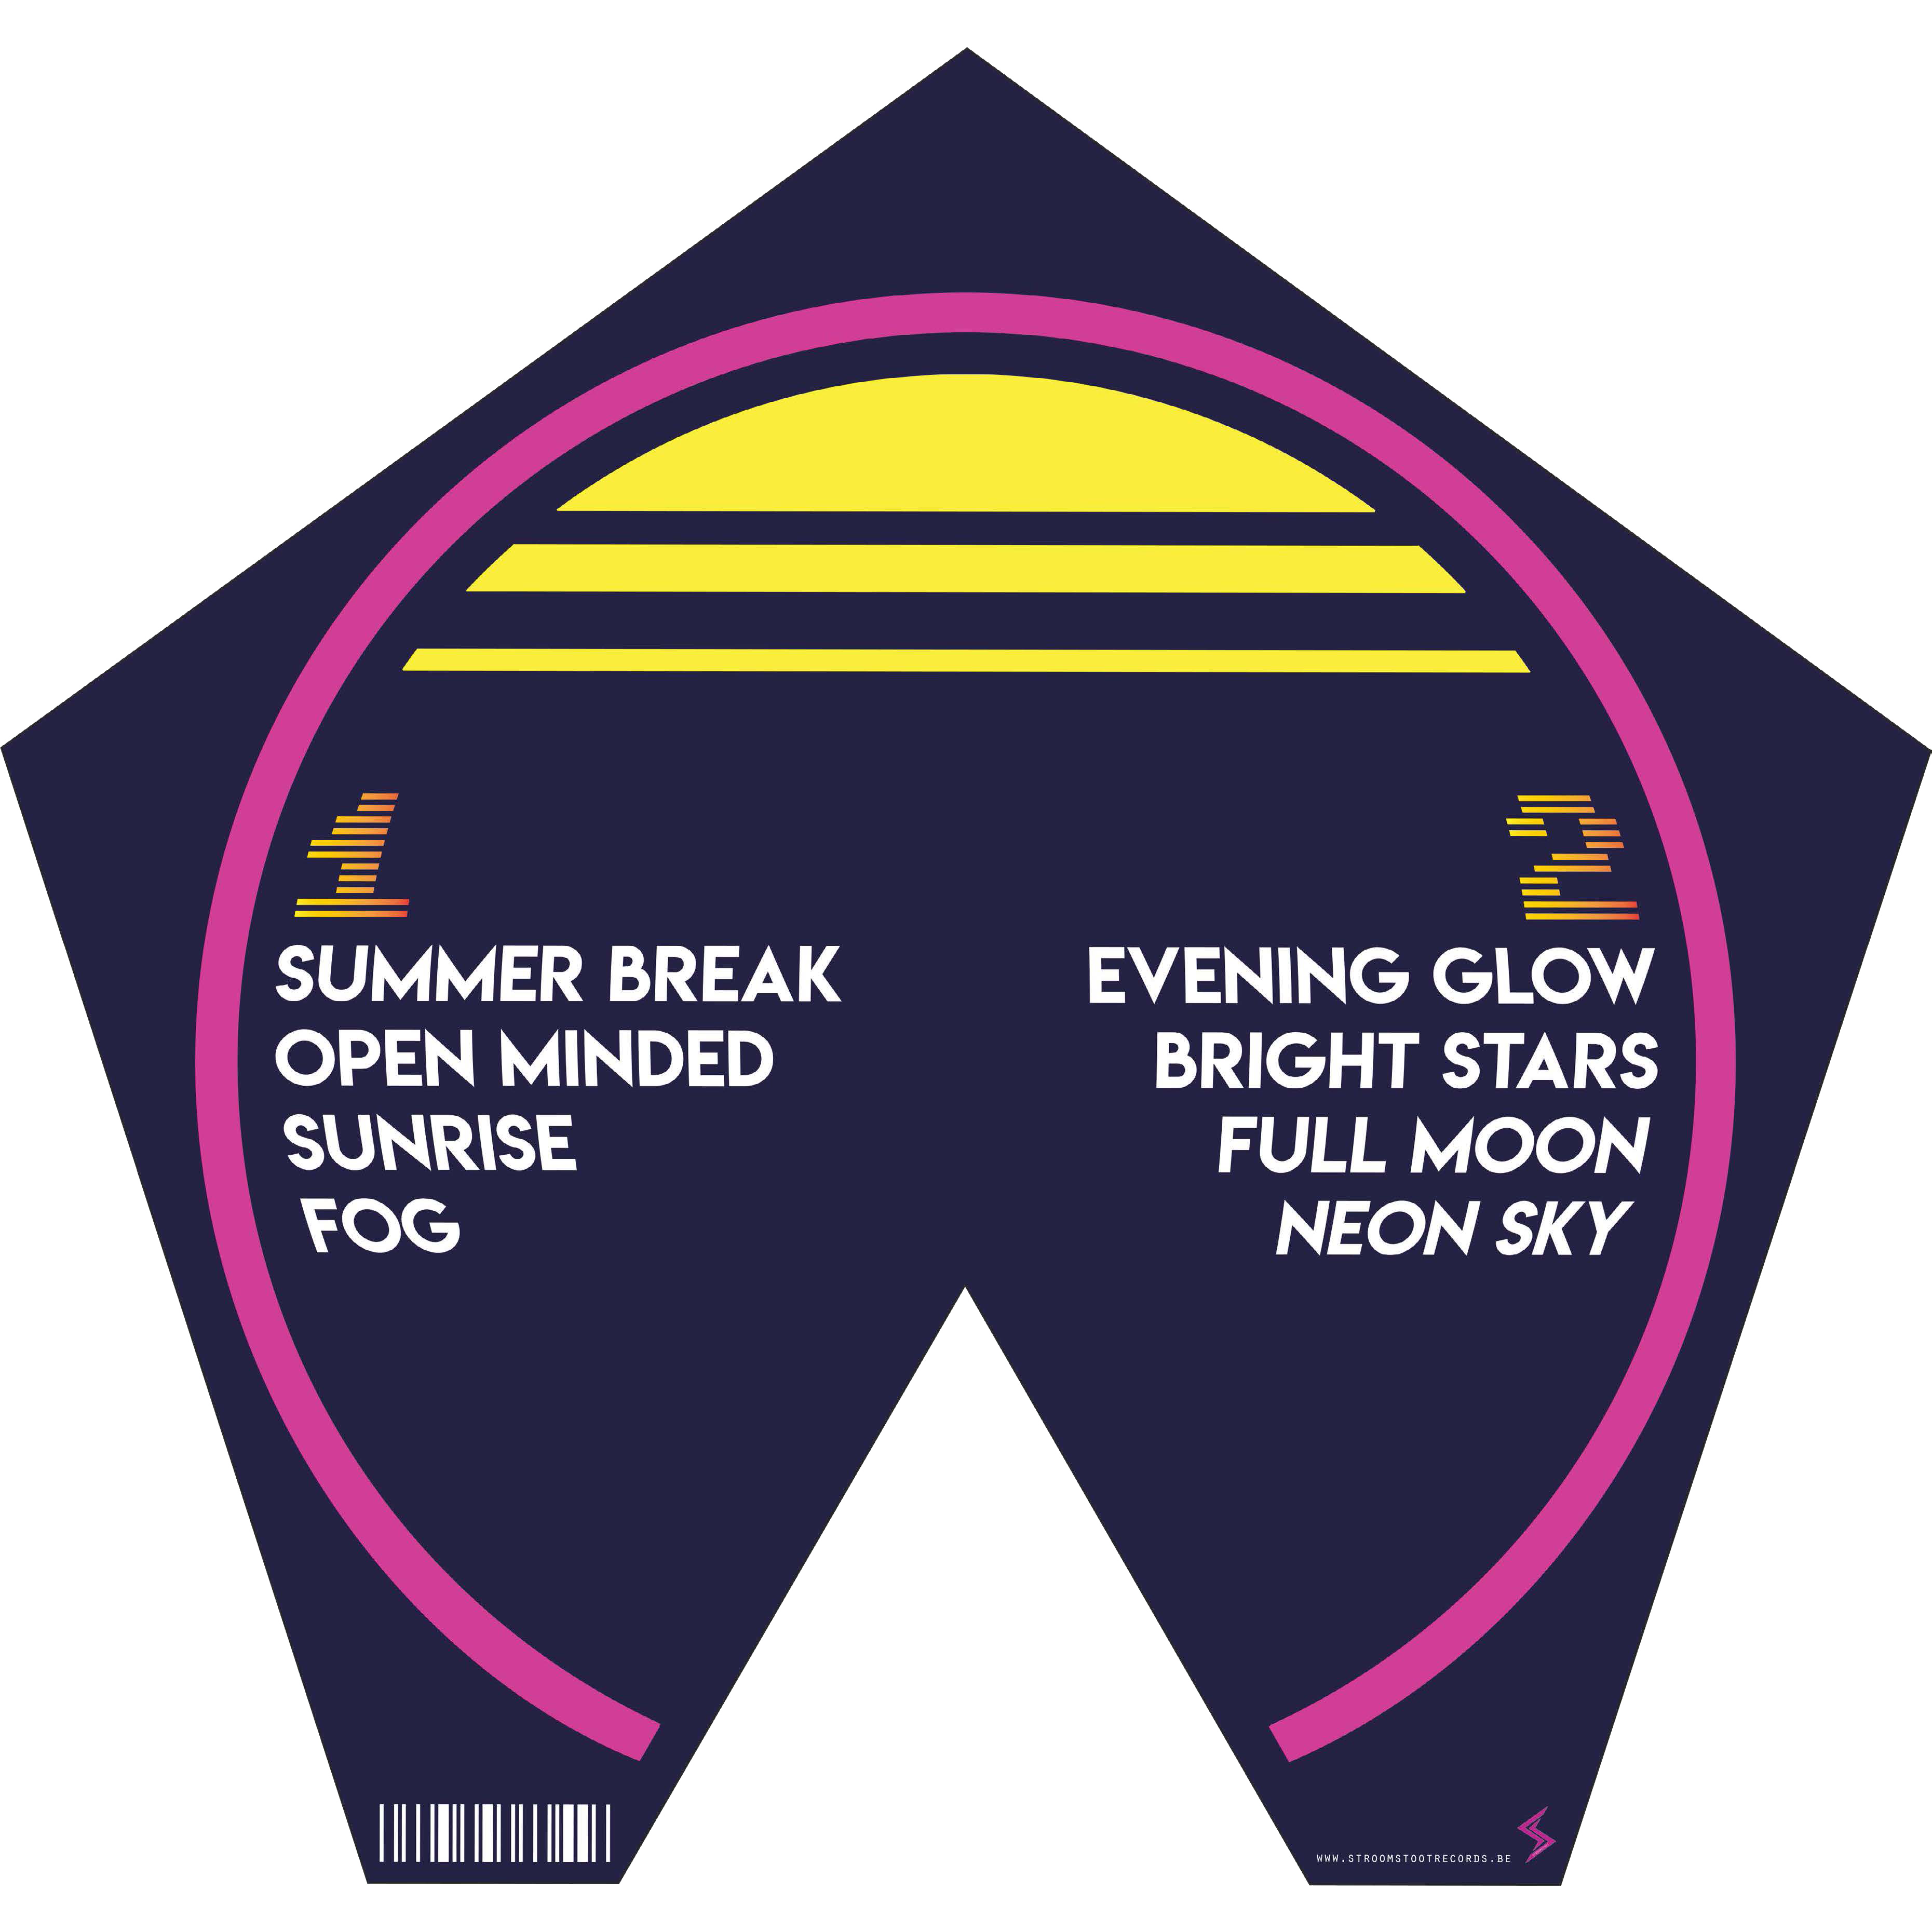 1
SUMMER BREAK
OPEN MINDED
SUNRISE
FOG
2
EVENING GLOW
BRIGHT STARS
FULL MOON
NEON SKY
WWW.STROOMSTOOTRECORDS.BE